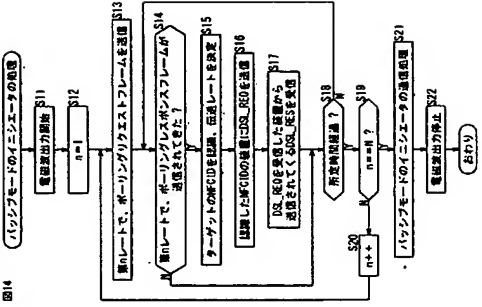 図14
パッシブモードのイニシエータの処理
S11
電磁波出力開始
S12
n=1
S13
第nレートで、ポーリングリクエストフレームを送信
S14
第nレートで、ポーリングレスポンスフレームが
送信されてきた?
N
S15
ターゲットのNFCIDを認識、伝送レートを決定
S16
認識したNFCIDの装置にDSL_REQを送信
S17
DSL_REQを受信した装置から
送信されてくるDSL_RESを受信
S18
所定時間経過?
N
S19
n==N?
N
S20
n++
S21
パッシブモードのイニシエータの通信処理
S22
電磁波出力停止
おわり